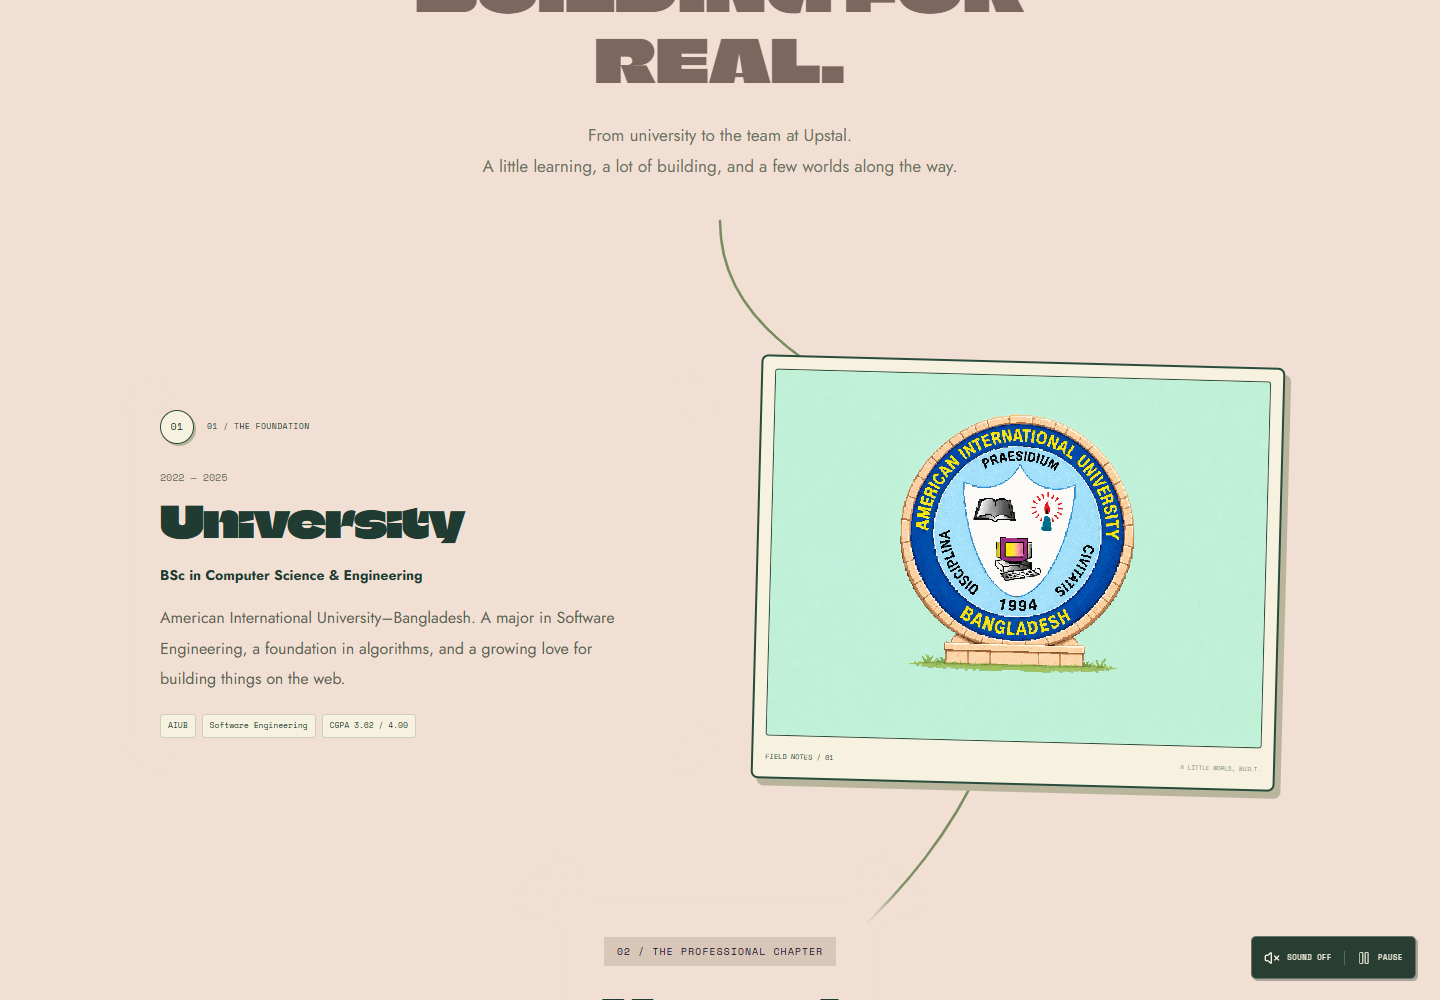 BUILDING FOR
REAL.
From university to the team at Upstal.
A little learning, a lot of building, and a few worlds along the way.
01
01 / THE FOUNDATION
2022 — 2025
University
BSc in Computer Science & Engineering
American International University–Bangladesh. A major in Software
Engineering, a foundation in algorithms, and a growing love for
building things on the web.
AIUB
Software Engineering
CGPA 3.62 / 4.00
AMERICAN INTERNATIONAL UNIVERSITY
PRAESIDIUM
DISCIPLINA
CIVITATIS
1994
BANGLADESH
FIELD NOTES / 01
A LITTLE WORLD, BUILT.
02 / THE PROFESSIONAL CHAPTER
SOUND OFF
PAUSE